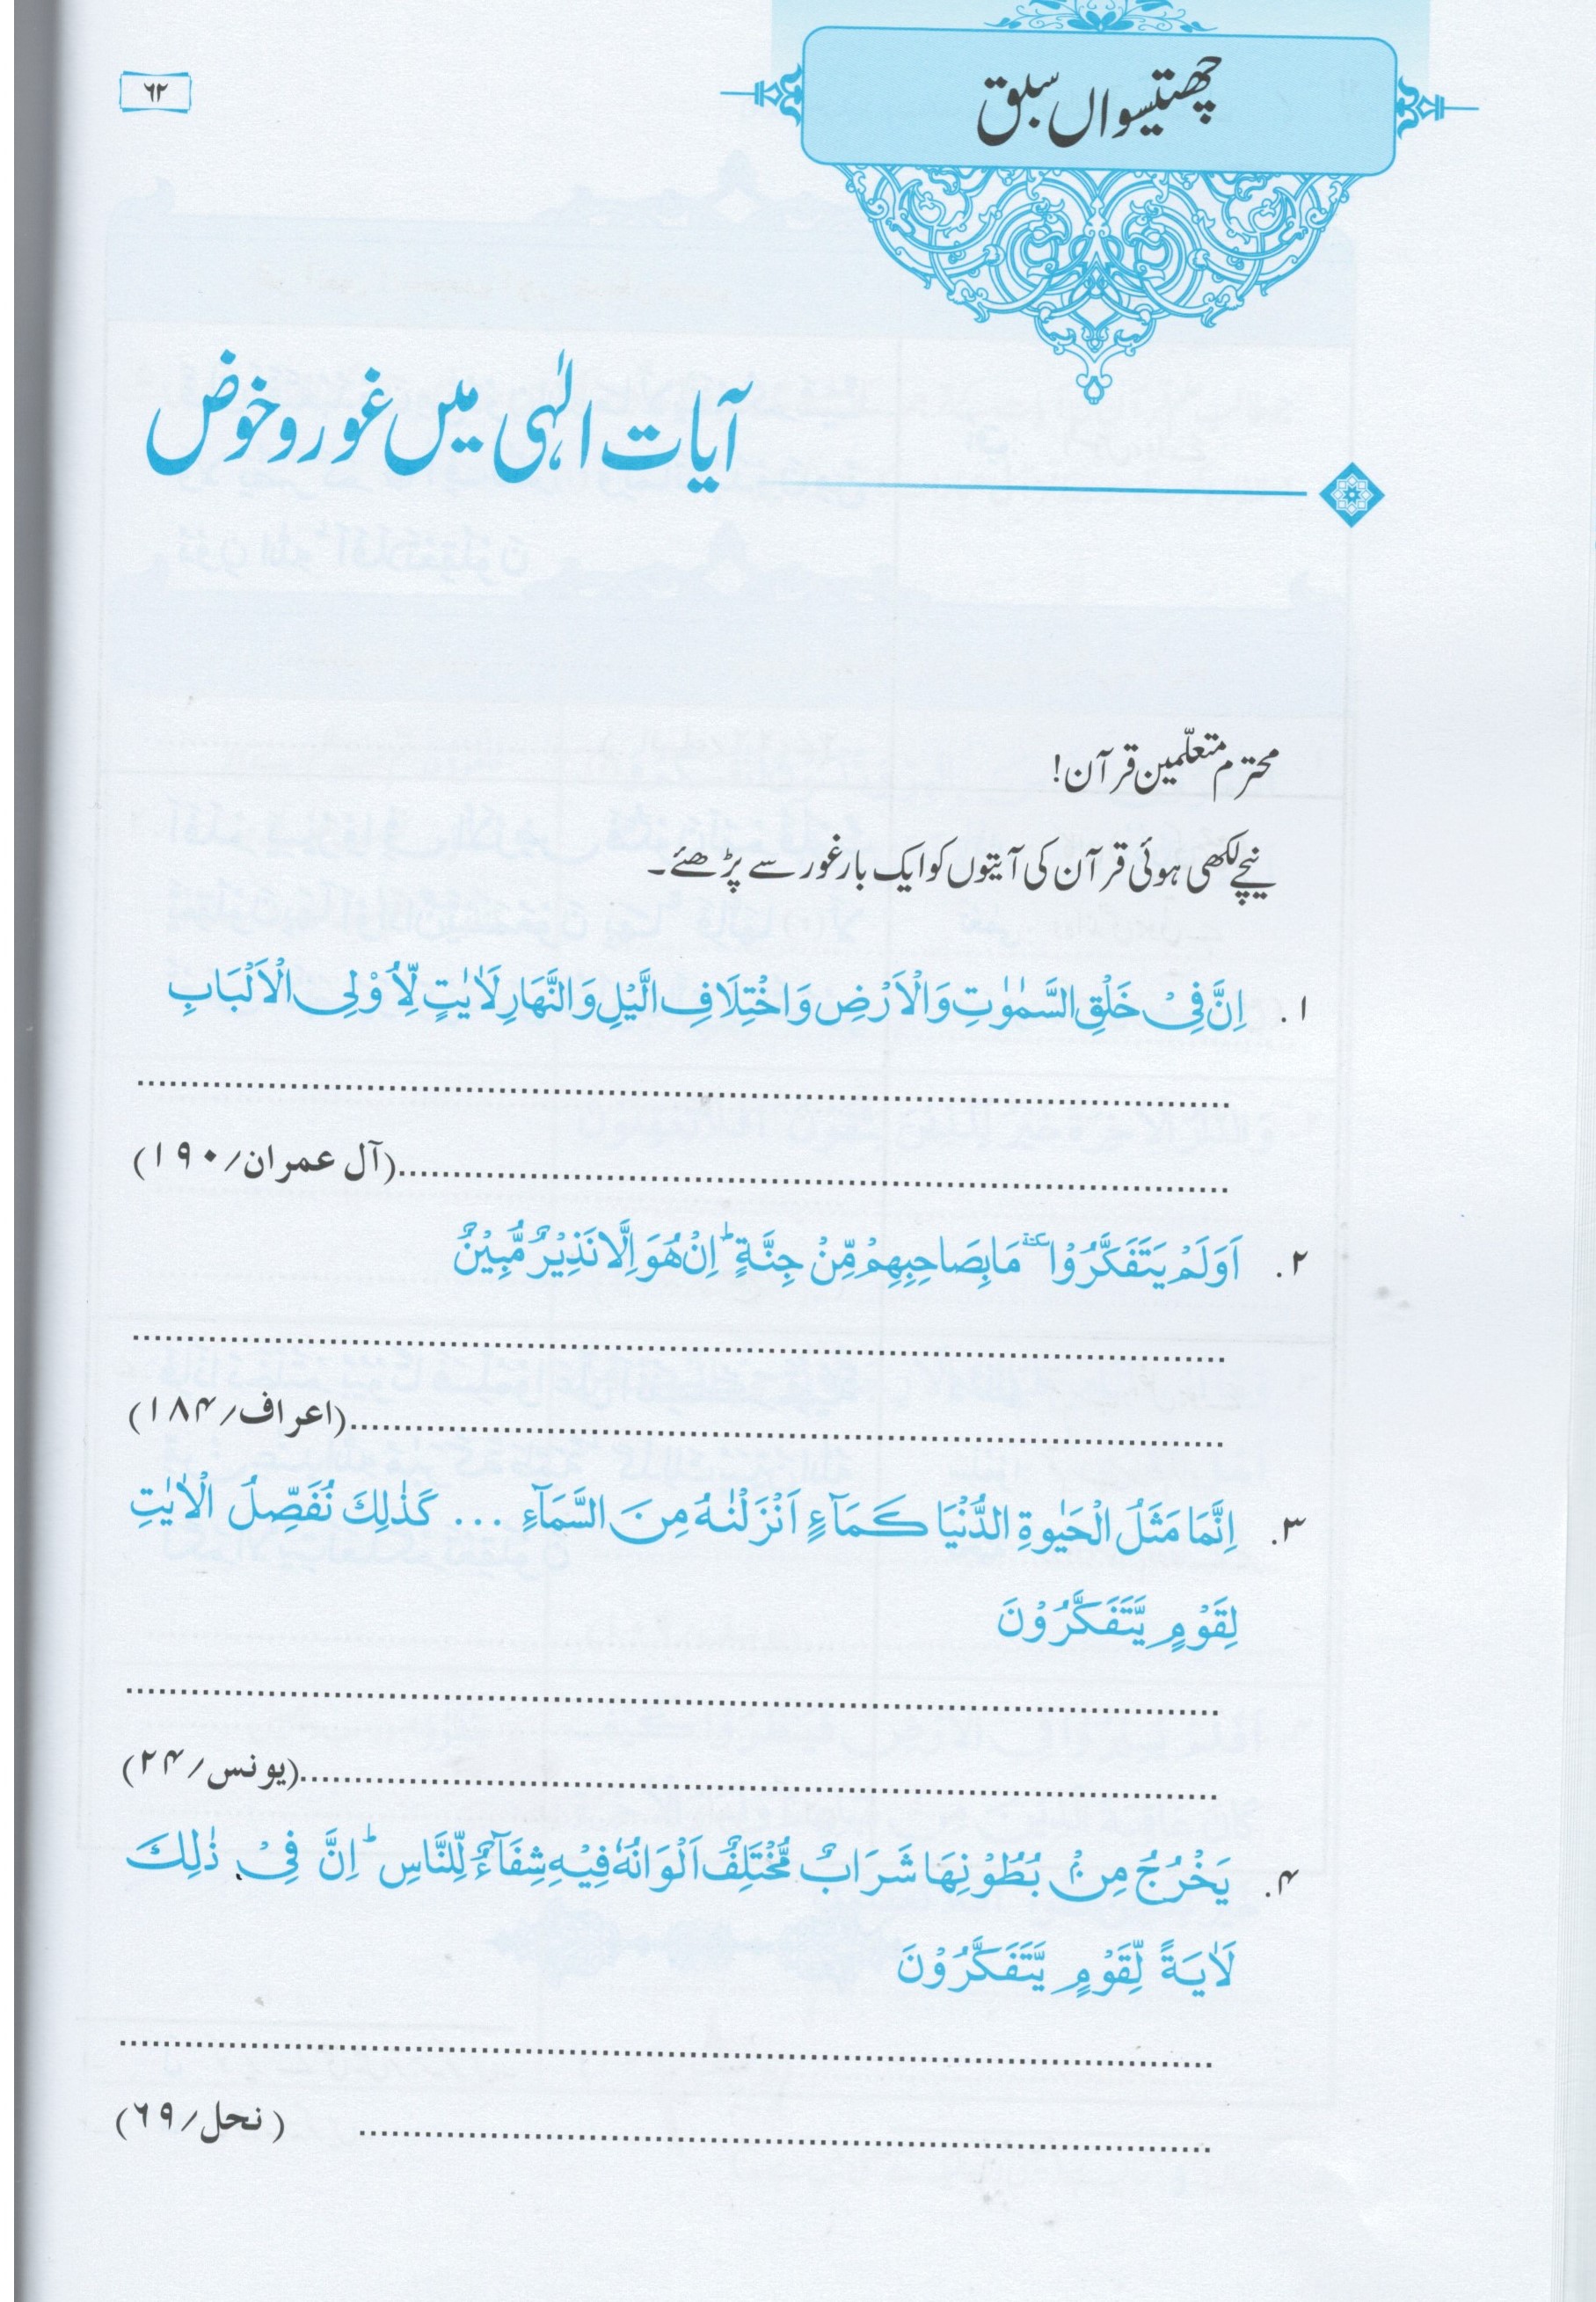 ۶۲
چھتیسواں سبق
آیات الٰہی میں غور و خوض
محترم متعلّمین قرآن!
نیچے لکھی ہوئی قرآن کی آیتوں کو ایک بار غور سے پڑھئے۔
۱. اِنَّ فِیْ خَلْقِ السَّمٰوٰتِ وَالْاَرْضِ وَاخْتِلَافِ الَّیْلِ وَالنَّهَارِ لَاٰیٰتٍ لِّاُوْلِی الْاَلْبَابِ
........................................................................
........................................................(آل عمران/۱۹۰)
۲. اَوَلَمْ یَتَفَكَّرُوْا سكتة مَا بِصَاحِبِهِمْ مِّنْ جِنَّةٍ ؕ اِنْ هُوَ اِلَّا نَذِیْرٌ مُّبِیْنٌ
........................................................................
........................................................(اعراف/۱۸۴)
۳. اِنَّمَا مَثَلُ الْحَیٰوةِ الدُّنْیَا كَمَآءٍ اَنْزَلْنٰهُ مِنَ السَّمَآءِ ... كَذٰلِكَ نُفَصِّلُ الْاٰیٰتِ
لِقَوْمٍ یَّتَفَكَّرُوْنَ
........................................................................
........................................................(یونس/۲۴)
۴. یَخْرُجُ مِنْۢ بُطُوْنِهَا شَرَابٌ مُّخْتَلِفٌ اَلْوَانُهٗ فِیْهِ شِفَآءٌ لِّلنَّاسِ ؕ اِنَّ فِیْ ذٰلِكَ
لَاٰیَةً لِّقَوْمٍ یَّتَفَكَّرُوْنَ
........................................................................
........................................................ (نحل/۶۹)